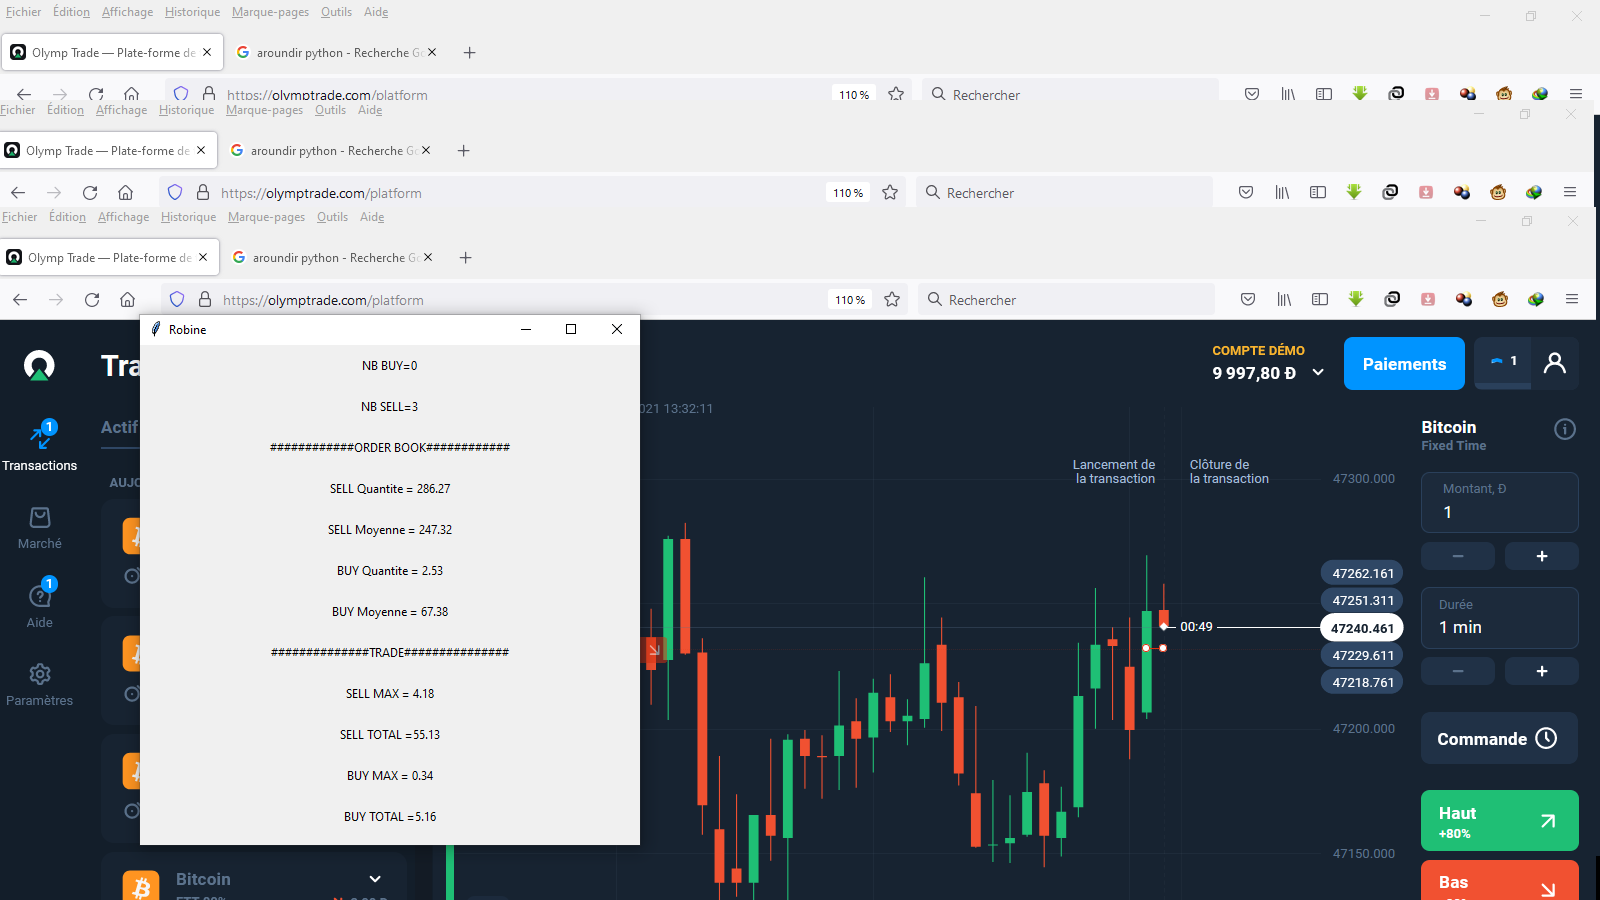 Fichier Édition Affichage Historique Marque-pages Outils Aide
Olymp Trade — Plate-forme de
aroundir python - Recherche Go
https://olymptrade.com/platform
110 %
Rechercher
Fichier Édition Affichage Historique Marque-pages Outils Aide
Olymp Trade — Plate-forme de
aroundir python - Recherche Go
https://olymptrade.com/platform
110 %
Rechercher
Fichier Édition Affichage Historique Marque-pages Outils Aide
Olymp Trade — Plate-forme de
aroundir python - Recherche Go
https://olymptrade.com/platform
110 %
Rechercher
Robine
NB BUY=0
NB SELL=3
############ORDER BOOK############
SELL Quantite = 286.27
SELL Moyenne = 247.32
BUY Quantite = 2.53
BUY Moyenne = 67.38
##############TRADE###############
SELL MAX = 4.18
SELL TOTAL =55.13
BUY MAX = 0.34
BUY TOTAL =5.16
Tra
Actif
AUJO
1
Transactions
Marché
1
Aide
Paramètres
Bitcoin
021 13:32:11
COMPTE DÉMO
9 997,80 Đ
Paiements
1
Lancement de
la transaction
Clôture de
la transaction
00:49
47300.000
47262.161
47251.311
47240.461
47229.611
47218.761
47200.000
47150.000
Bitcoin
Fixed Time
Montant, Đ
1
− +
Durée
1 min
− +
Commande
Haut
+80%
Bas